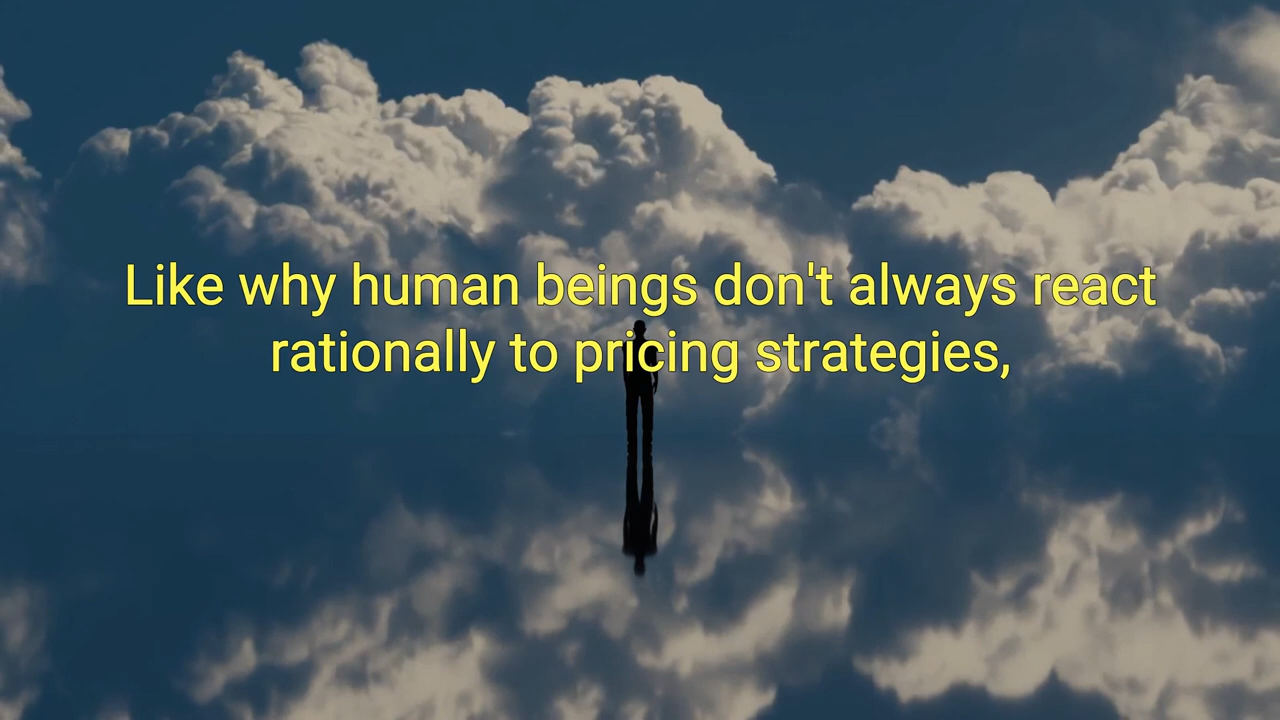 Like why human beings don't always react
rationally to pricing strategies,